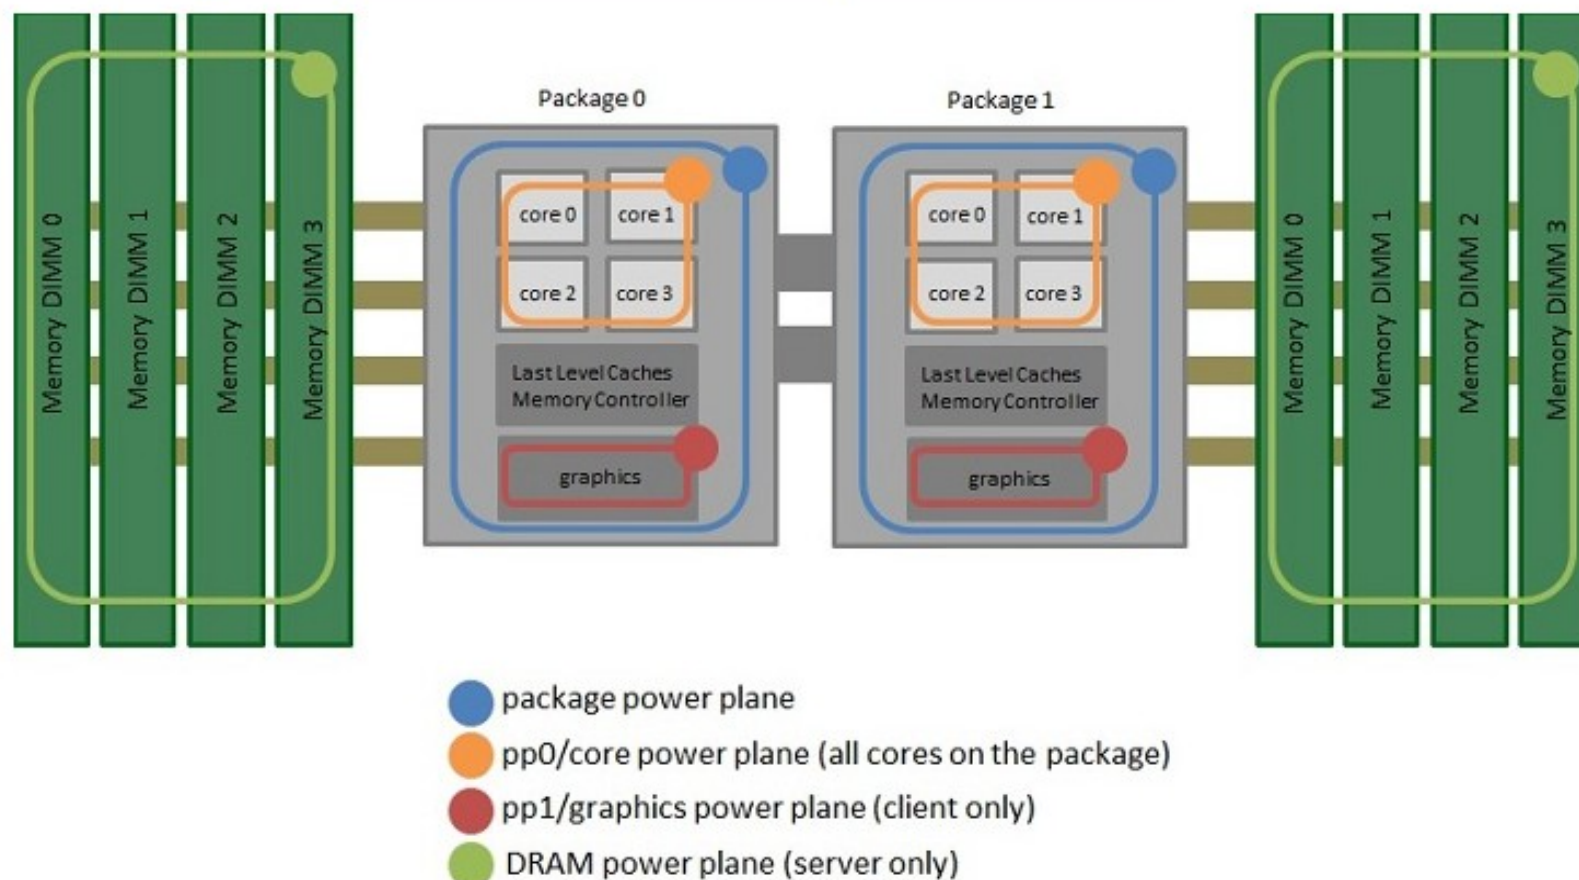 Package 0
Package 1
Memory DIMM 0
Memory DIMM 1
Memory DIMM 2
Memory DIMM 3
core 0
core 1
core 2
core 3
Last Level Caches
Memory Controller
graphics
core 0
core 1
core 2
core 3
Last Level Caches
Memory Controller
graphics
Memory DIMM 0
Memory DIMM 1
Memory DIMM 2
Memory DIMM 3
package power plane
pp0/core power plane (all cores on the package)
pp1/graphics power plane (client only)
DRAM power plane (server only)